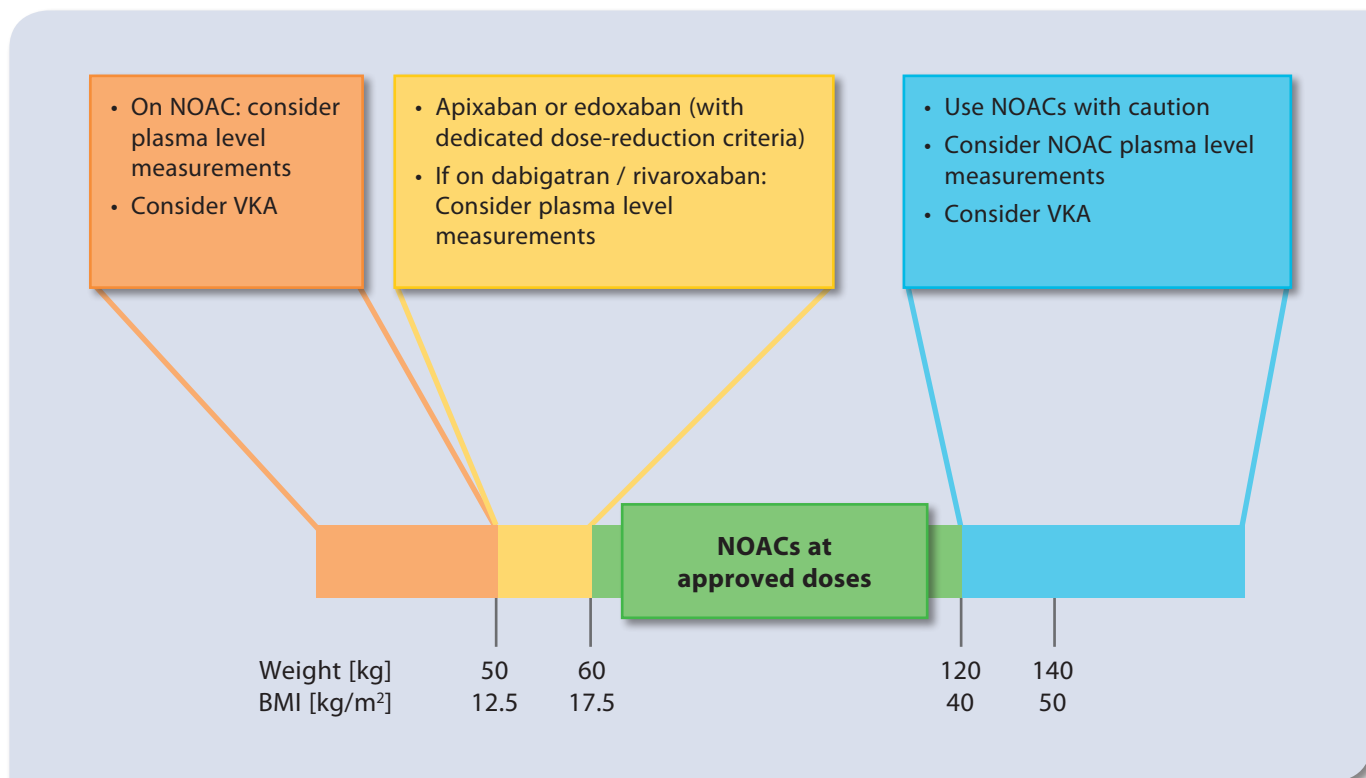 • On NOAC: consider
plasma level
measurements
• Consider VKA
• Apixaban or edoxaban (with
dedicated dose-reduction criteria)
• If on dabigatran / rivaroxaban:
Consider plasma level
measurements
• Use NOACs with caution
• Consider NOAC plasma level
measurements
• Consider VKA
NOACs at
approved doses
Weight [kg] 50 60 120 140
BMI [kg/m²] 12.5 17.5 40 50